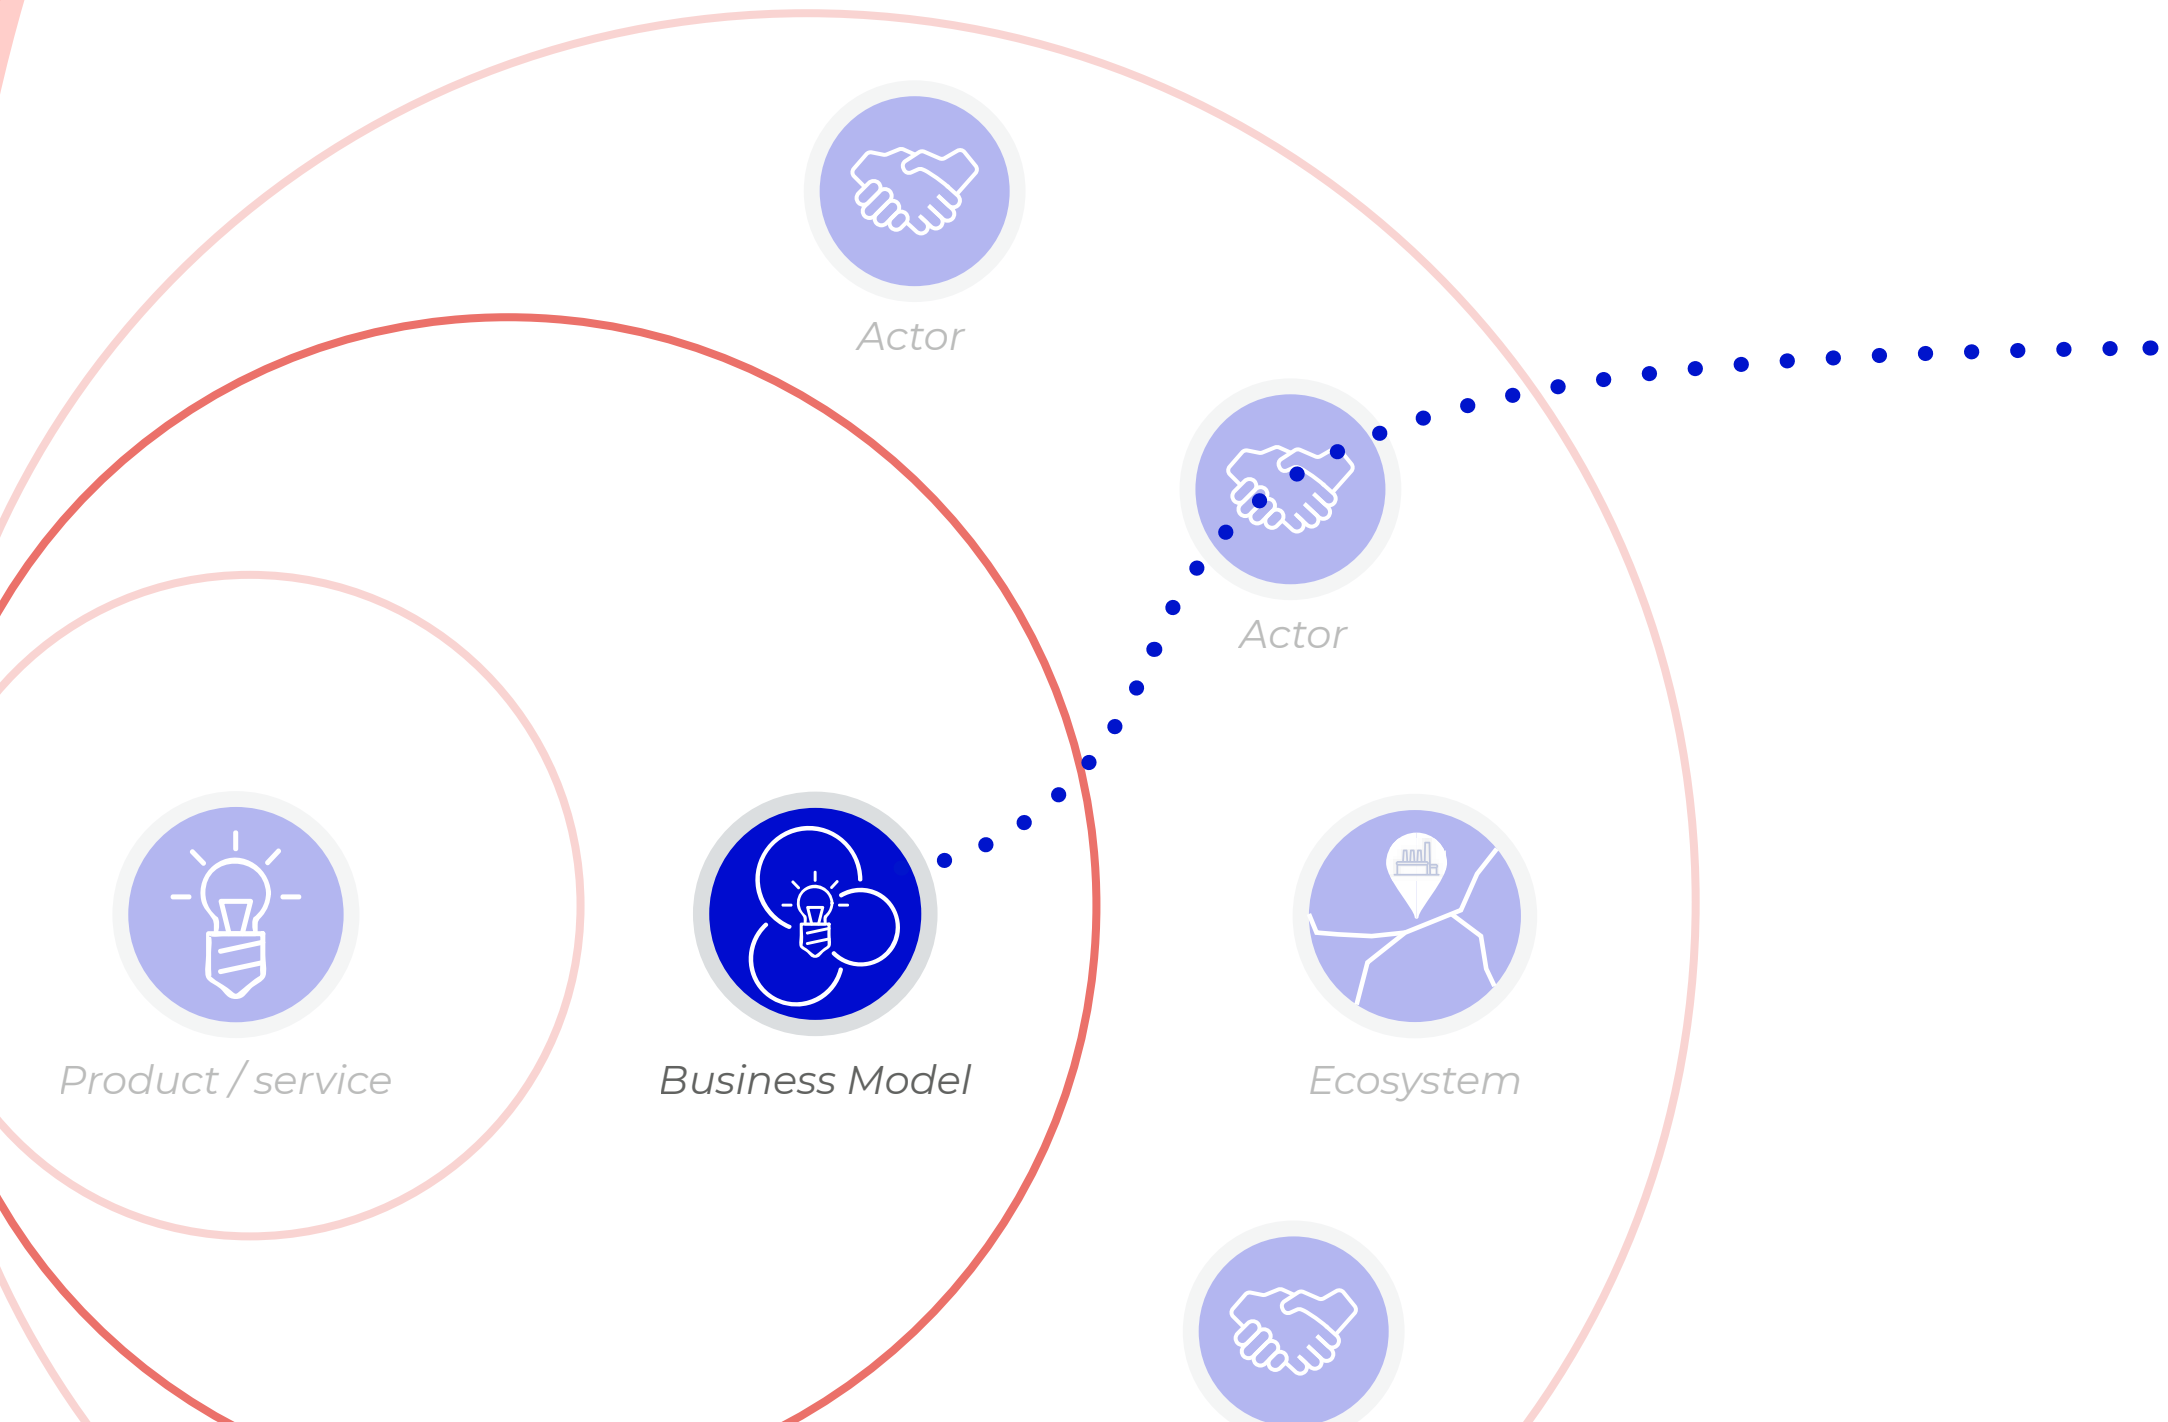 Actor
Actor
Product / service
Business Model
Ecosystem